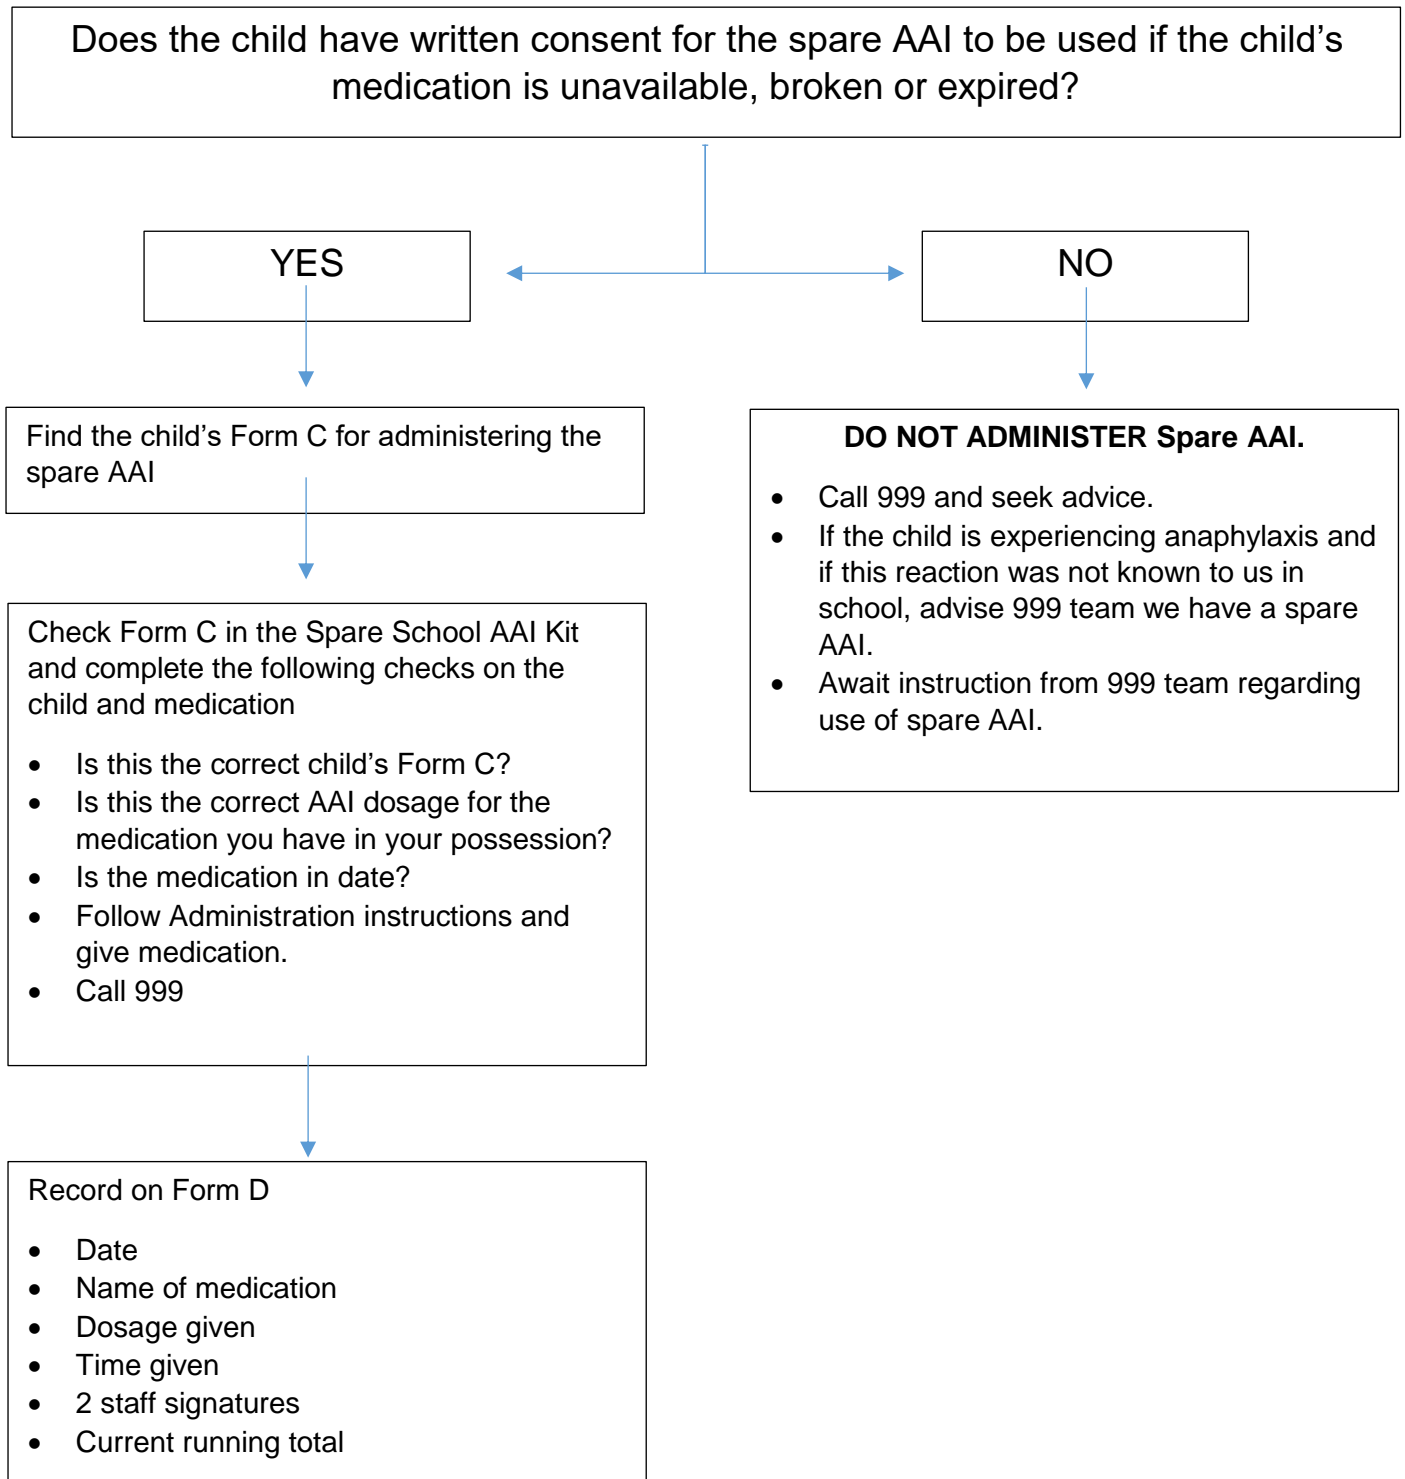 Does the child have written consent for the spare AAI to be used if the child’s
medication is unavailable, broken or expired?
YES
NO
Find the child’s Form C for administering the
spare AAI
DO NOT ADMINISTER Spare AAI.
• Call 999 and seek advice.
• If the child is experiencing anaphylaxis and
if this reaction was not known to us in
school, advise 999 team we have a spare
AAI.
• Await instruction from 999 team regarding
use of spare AAI.
Check Form C in the Spare School AAI Kit
and complete the following checks on the
child and medication
• Is this the correct child’s Form C?
• Is this the correct AAI dosage for the
medication you have in your possession?
• Is the medication in date?
• Follow Administration instructions and
give medication.
• Call 999
Record on Form D
• Date
• Name of medication
• Dosage given
• Time given
• 2 staff signatures
• Current running total